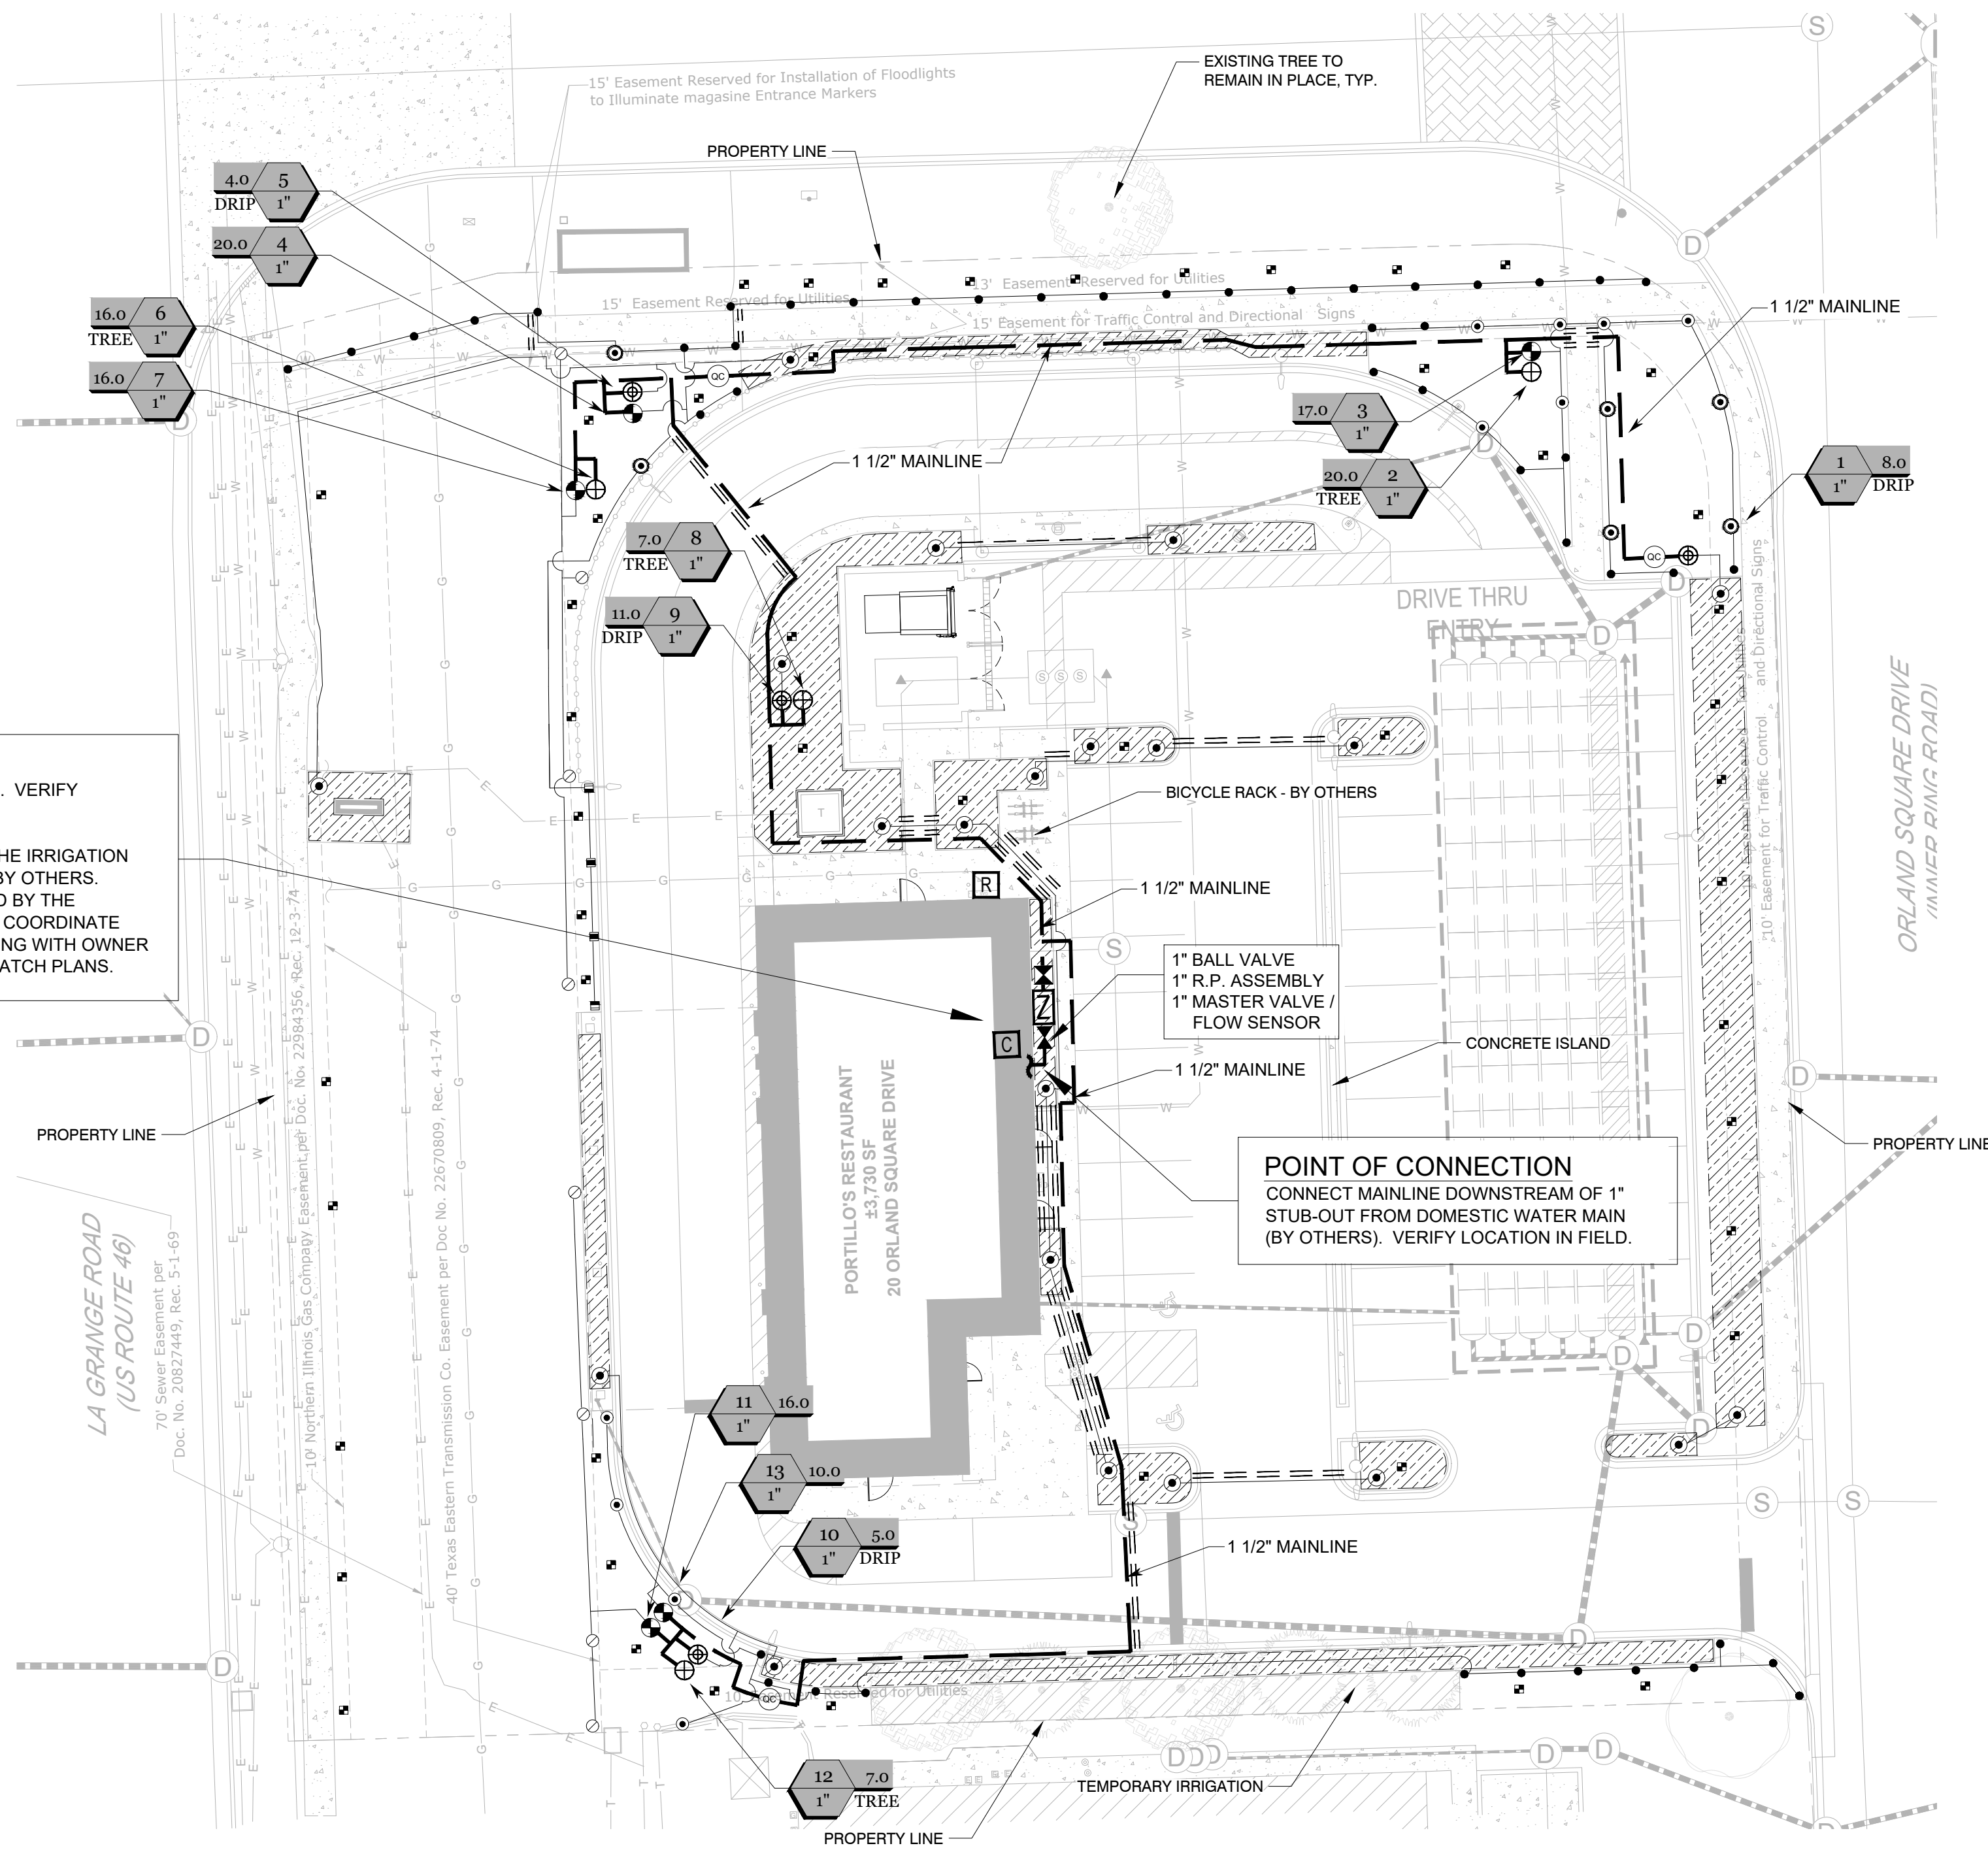 15' Easement Reserved for Installation of Floodlights
to Illuminate magasine Entrance Markers
EXISTING TREE TO
REMAIN IN PLACE, TYP.
S
PROPERTY LINE
4.0 5
DRIP 1"
20.0 4
1"
16.0 6
TREE 1"
16.0 7
1"
13' Easement Reserved for Utilities
15' Easement Reserved for Utilities
15' Easement for Traffic Control and Directional Signs
1 1/2" MAINLINE
QC
17.0 3
1"
1 1/2" MAINLINE
20.0 2
TREE 1"
1 8.0
1" DRIP
QC
7.0 8
TREE 1"
11.0 9
DRIP 1"
DRIVE THRU
ENTRY
10' Easement for Traffic Control and Directional Signs
ORLAND SQUARE DRIVE
(INNER RING ROAD)
. VERIFY
HE IRRIGATION
BY OTHERS.
D BY THE
COORDINATE
NG WITH OWNER
ATCH PLANS.
T
BICYCLE RACK - BY OTHERS
R
1 1/2" MAINLINE
1" BALL VALVE
1" R.P. ASSEMBLY
1" MASTER VALVE /
FLOW SENSOR
Z
C
CONCRETE ISLAND
1 1/2" MAINLINE
PROPERTY LINE
PROPERTY LINE
POINT OF CONNECTION
CONNECT MAINLINE DOWNSTREAM OF 1"
STUB-OUT FROM DOMESTIC WATER MAIN
(BY OTHERS). VERIFY LOCATION IN FIELD.
PORTILLO'S RESTAURANT
±3,730 SF
20 ORLAND SQUARE DRIVE
LA GRANGE ROAD
(US ROUTE 46)
70' Sewer Easement per
Doc. No. 20827449, Rec. 5-1-69
10' Northern Illinois Gas Company Easement per Doc. No. 22984356, Rec. 12-3-74
40' Texas Eastern Transmission Co. Easement per Doc No. 22670809, Rec. 4-1-74
11 16.0
1"
13 10.0
1"
10 5.0
1" DRIP
1 1/2" MAINLINE
10' Easement Reserved for Utilities
QC
12 7.0
1" TREE
TEMPORARY IRRIGATION
PROPERTY LINE